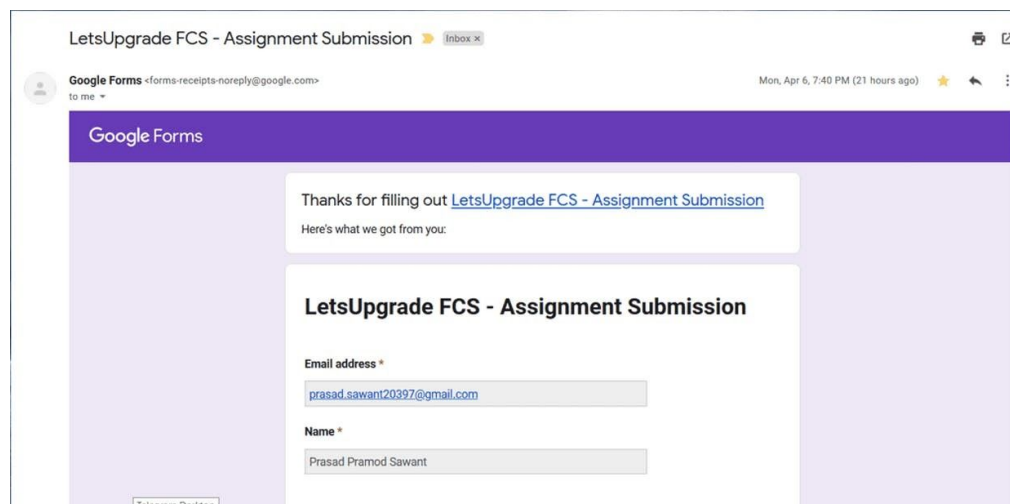 LetsUpgrade FCS - Assignment Submission Inbox ×
Google Forms <forms-receipts-noreply@google.com> Mon, Apr 6, 7:40 PM (21 hours ago)
to me
Google Forms
Thanks for filling out LetsUpgrade FCS - Assignment Submission
Here's what we got from you:
LetsUpgrade FCS - Assignment Submission
Email address *
prasad.sawant20397@gmail.com
Name *
Prasad Pramod Sawant
Telegram Desktop